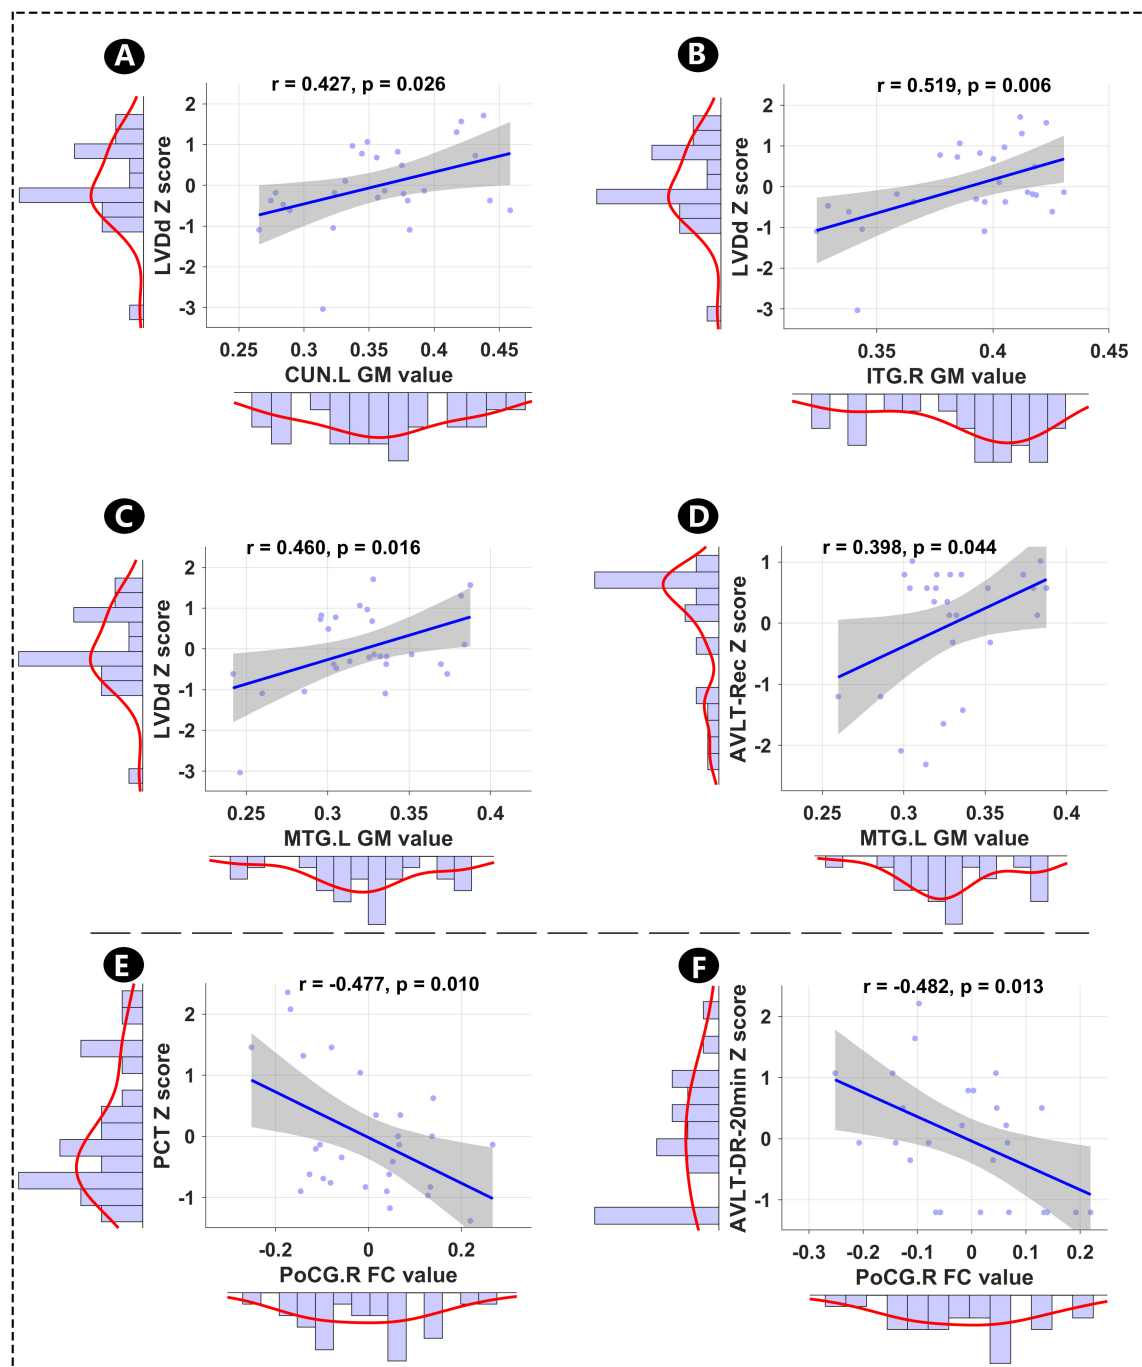 A
B
r = 0.427, p = 0.026
r = 0.519, p = 0.006
LVDd Z score
2
1
0
-1
-2
-3
0.25 0.3 0.35 0.4 0.45
CUN.L GM value
LVDd Z score
2
1
0
-1
-2
-3
0.35 0.4 0.45
ITG.R GM value
C
D
r = 0.460, p = 0.016
r = 0.398, p = 0.044
LVDd Z score
2
1
0
-1
-2
-3
0.25 0.3 0.35 0.4
MTG.L GM value
AVLT-Rec Z score
1
0
-1
-2
0.25 0.3 0.35 0.4
MTG.L GM value
E
F
r = -0.477, p = 0.010
r = -0.482, p = 0.013
PCT Z score
2
1
0
-1
-0.2 0 0.2
PoCG.R FC value
AVLT-DR-20min Z score
2
1
0
-1
-0.3 -0.2 -0.1 0 0.1 0.2
PoCG.R FC value